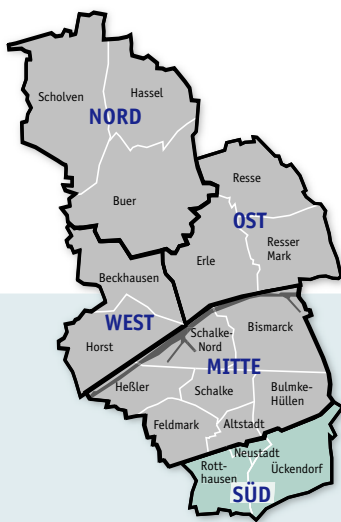 Hassel
Scholven
NORD
Buer
Resse
OST
Resser
Mark
Erle
Beckhausen
WEST
Horst
Schalke-
Nord
Bismarck
MITTE
Heßler
Schalke
Bulmke-
Hüllen
Feldmark
Altstadt
Neustadt
Rott-
hausen
Ückendorf
SÜD